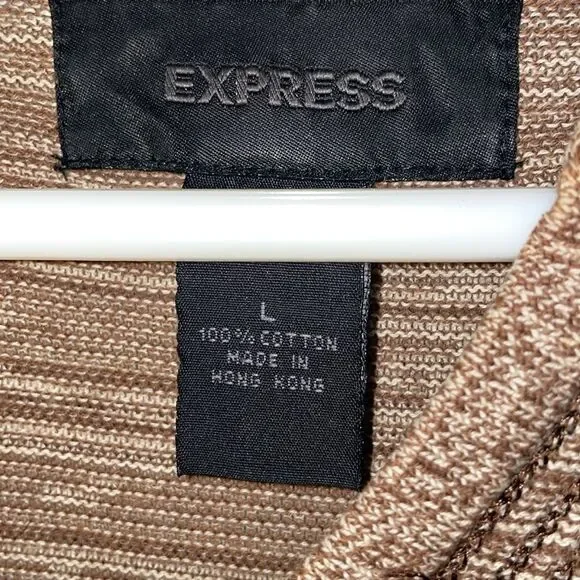 EXPRESS
L
100% COTTON
MADE IN
HONG KONG